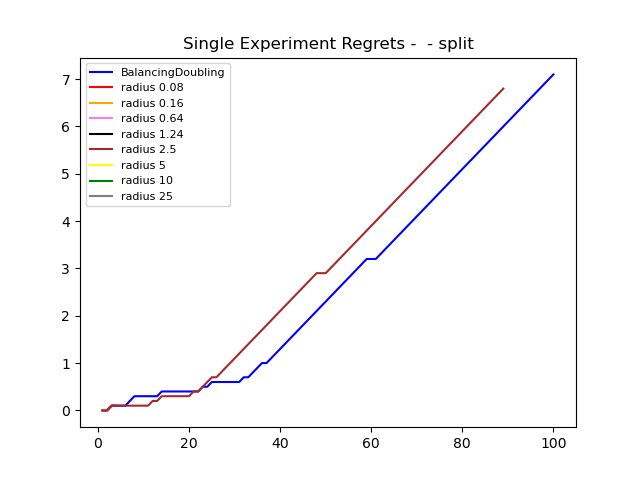 Single Experiment Regrets -  - split
BalancingDoubling
radius 0.08
radius 0.16
radius 0.64
radius 1.24
radius 2.5
radius 5
radius 10
radius 25
7
6
5
4
3
2
1
0
0 20 40 60 80 100